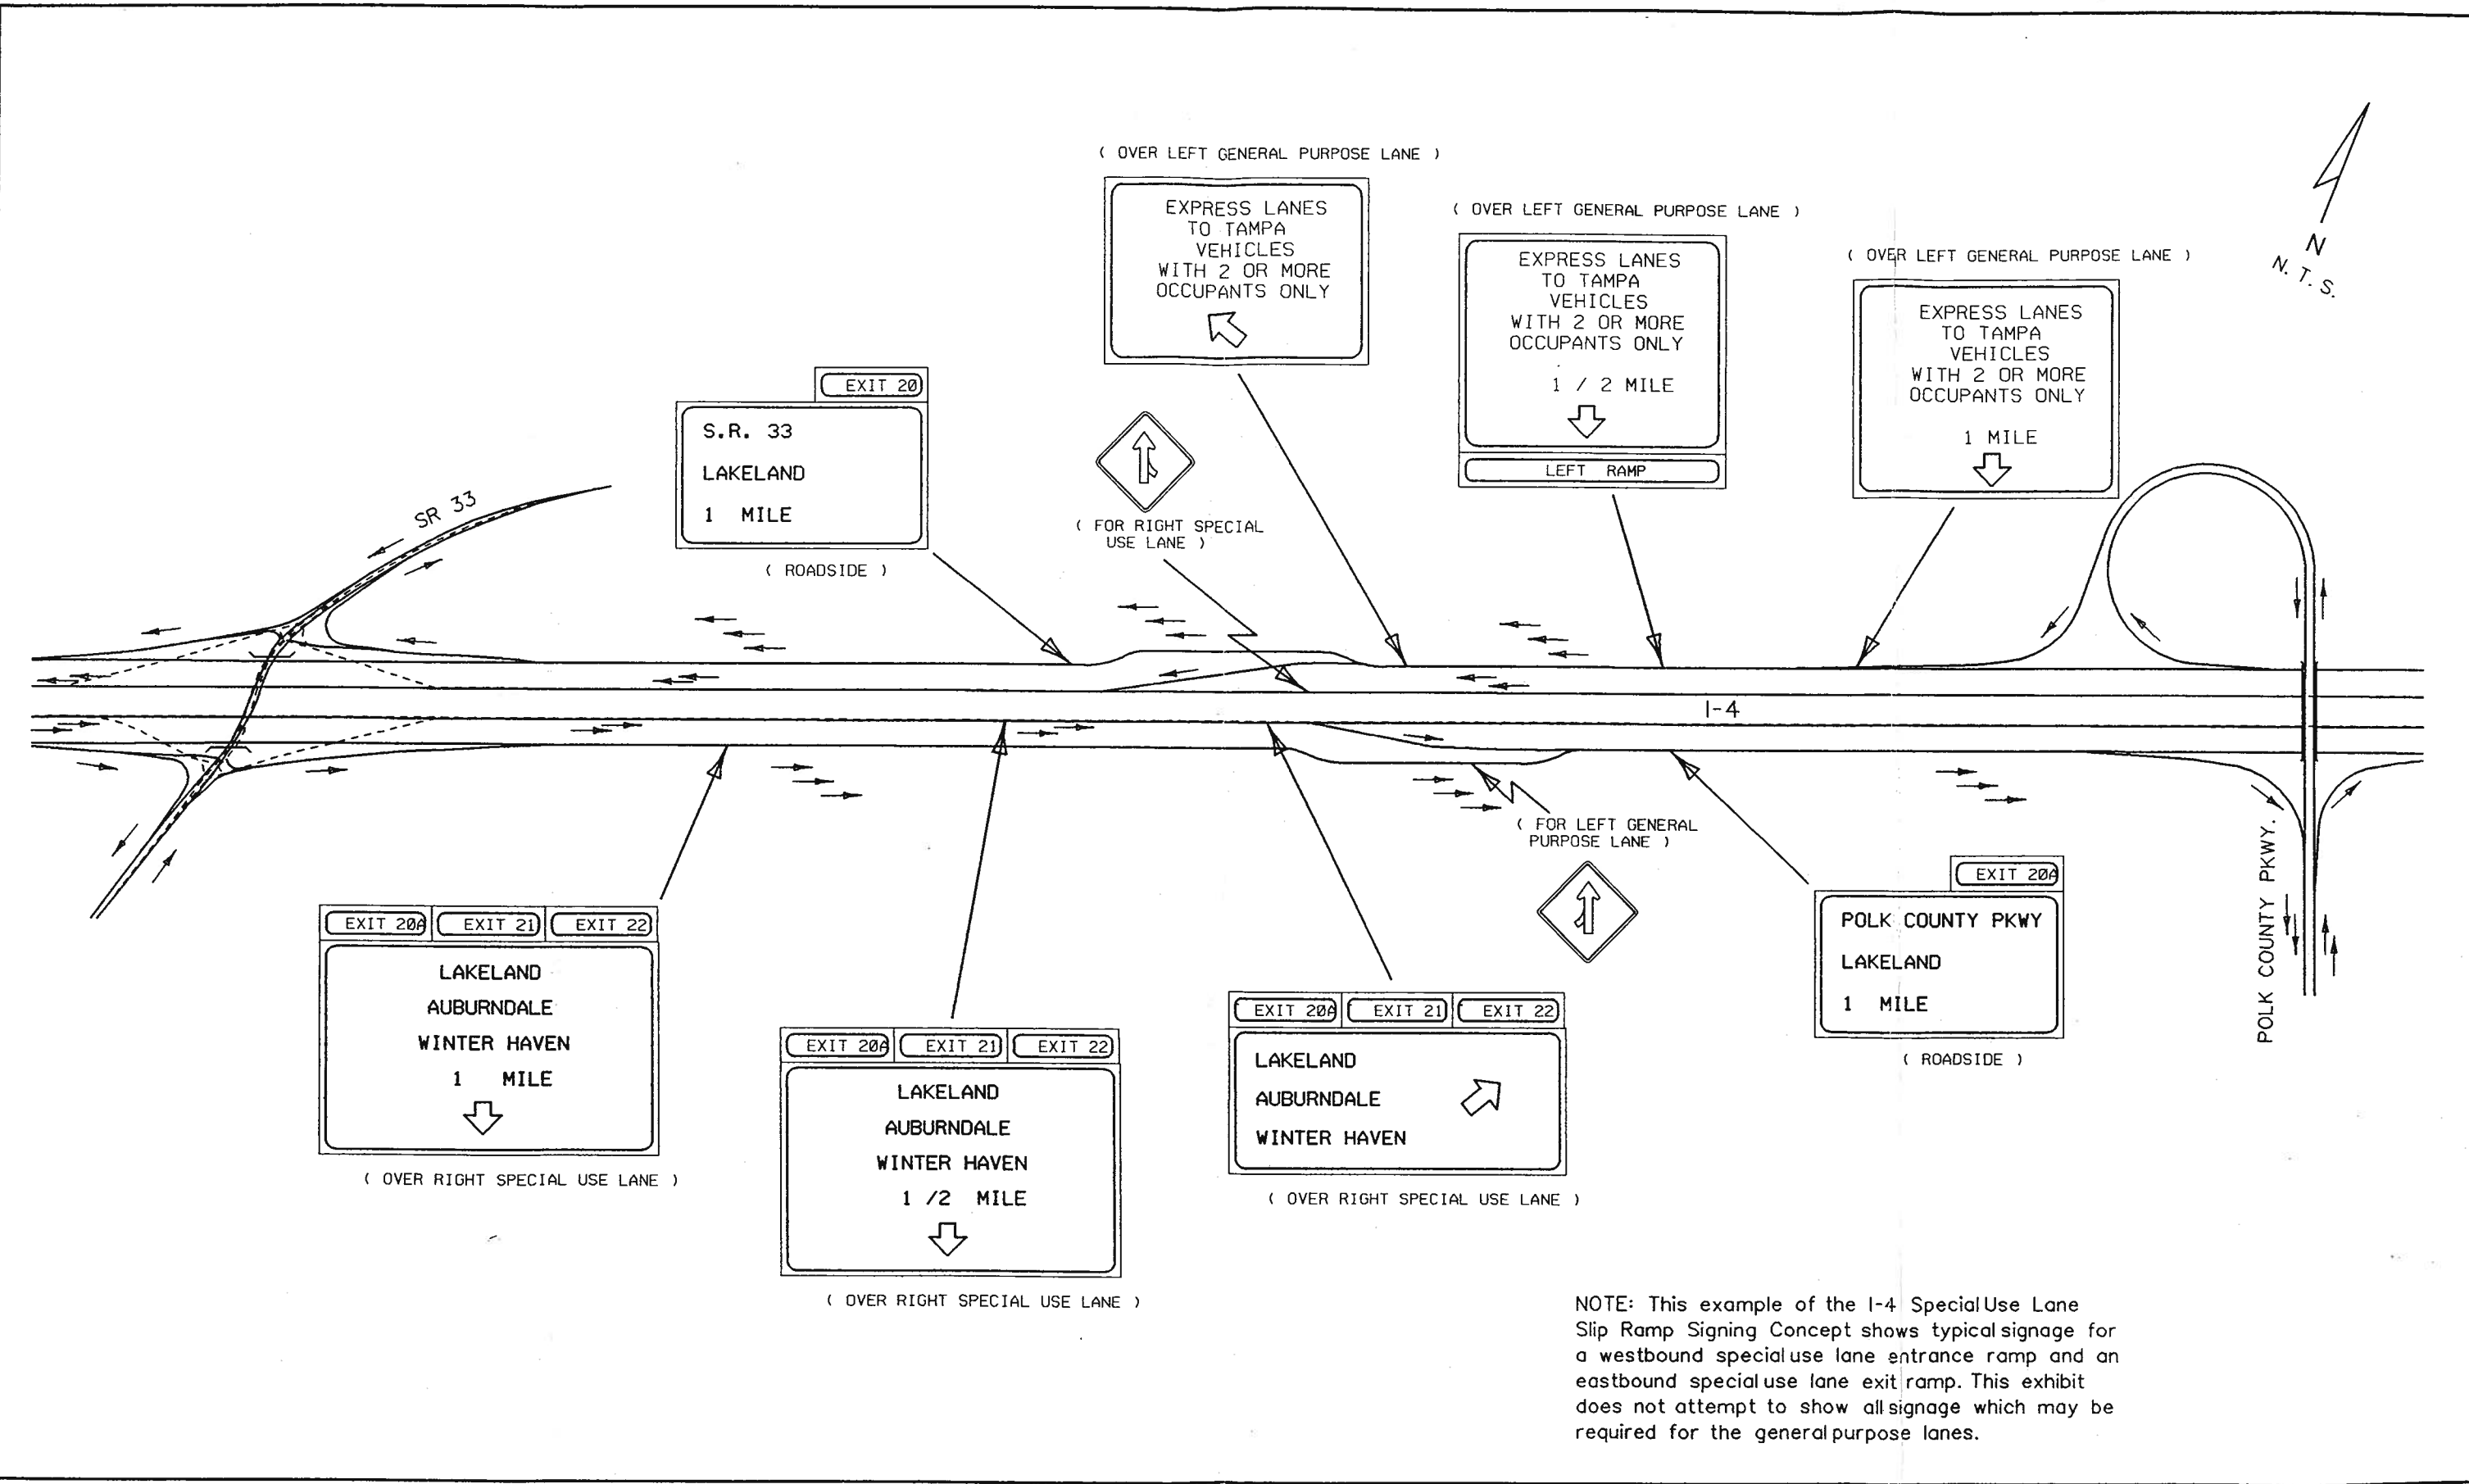 ( OVER LEFT GENERAL PURPOSE LANE )
EXPRESS LANES
TO TAMPA
VEHICLES
WITH 2 OR MORE
OCCUPANTS ONLY
( OVER LEFT GENERAL PURPOSE LANE )
EXPRESS LANES
TO TAMPA
VEHICLES
WITH 2 OR MORE
OCCUPANTS ONLY
1 / 2 MILE
LEFT RAMP
( OVER LEFT GENERAL PURPOSE LANE )
EXPRESS LANES
TO TAMPA
VEHICLES
WITH 2 OR MORE
OCCUPANTS ONLY
1 MILE
N
N. T. S.
EXIT 20
S.R. 33
LAKELAND
1 MILE
( ROADSIDE )
( FOR RIGHT SPECIAL
USE LANE )
SR 33
I-4
( FOR LEFT GENERAL
PURPOSE LANE )
POLK COUNTY PKWY.
EXIT 20A
POLK COUNTY PKWY
LAKELAND
1 MILE
( ROADSIDE )
EXIT 20A EXIT 21 EXIT 22
LAKELAND
AUBURNDALE
WINTER HAVEN
1 MILE
( OVER RIGHT SPECIAL USE LANE )
EXIT 20A EXIT 21 EXIT 22
LAKELAND
AUBURNDALE
WINTER HAVEN
1 /2 MILE
( OVER RIGHT SPECIAL USE LANE )
EXIT 20A EXIT 21 EXIT 22
LAKELAND
AUBURNDALE
WINTER HAVEN
( OVER RIGHT SPECIAL USE LANE )
NOTE: This example of the I-4 Special Use Lane
Slip Ramp Signing Concept shows typical signage for
a westbound special use lane entrance ramp and an
eastbound special use lane exit ramp. This exhibit
does not attempt to show all signage which may be
required for the general purpose lanes.